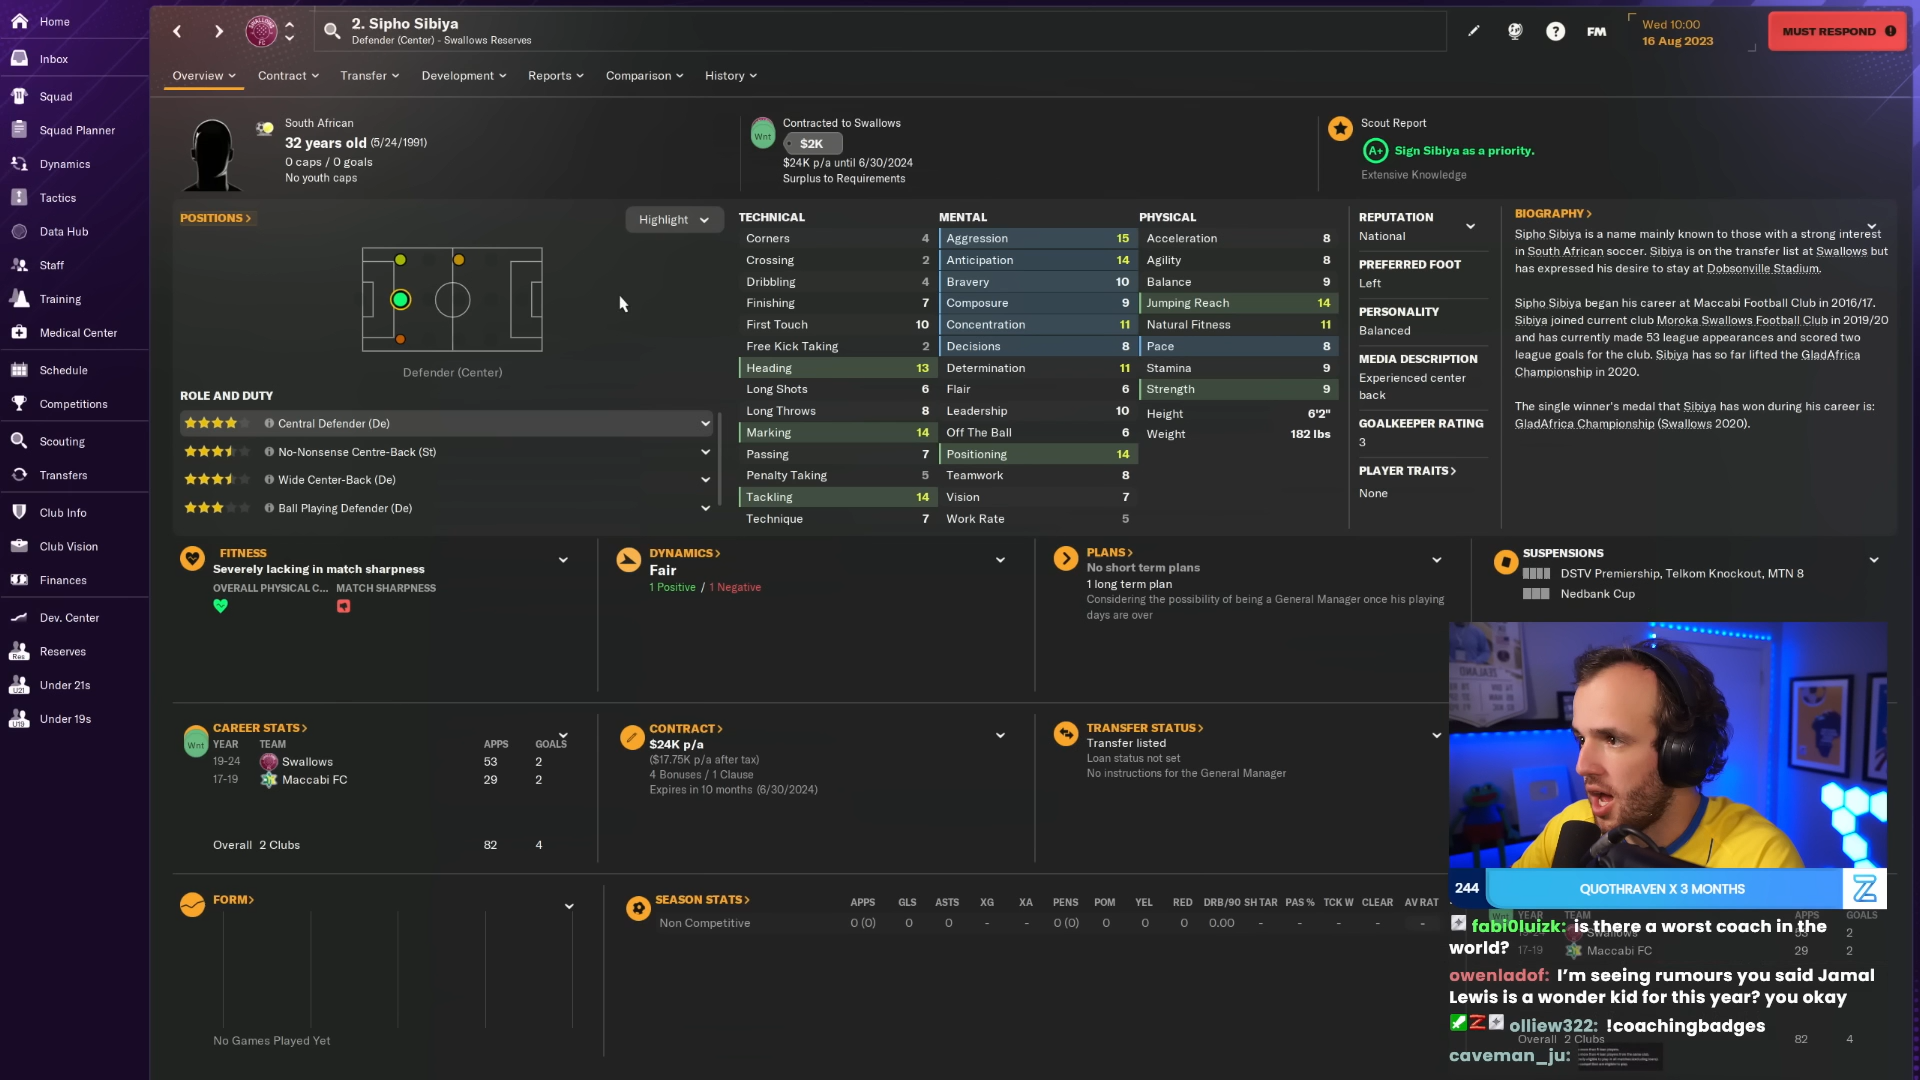 Home
Inbox
Squad
Squad Planner
Dynamics
Tactics
Data Hub
Staff
Training
Medical Center
Schedule
Competitions
Scouting
Transfers
Club Info
Club Vision
Finances
Dev. Center
Reserves
Under 21s
Under 19s
2. Sipho Sibiya
Defender (Center) - Swallows Reserves
FM
Wed 10:00
16 Aug 2023
MUST RESPOND
Overview Contract Transfer Development Reports Comparison History
South African
32 years old (5/24/1991)
0 caps / 0 goals
No youth caps
Wnt
Contracted to Swallows
$2K
$24K p/a until 6/30/2024
Surplus to Requirements
Scout Report
A+ Sign Sibiya as a priority.
Extensive Knowledge
POSITIONS >
Highlight
Defender (Center)
ROLE AND DUTY
Central Defender (De)
No-Nonsense Centre-Back (St)
Wide Center-Back (De)
Ball Playing Defender (De)
TECHNICAL
Corners 4
Crossing 2
Dribbling 4
Finishing 7
First Touch 10
Free Kick Taking 2
Heading 13
Long Shots 6
Long Throws 8
Marking 14
Passing 7
Penalty Taking 5
Tackling 14
Technique 7
MENTAL
Aggression 15
Anticipation 14
Bravery 10
Composure 9
Concentration 11
Decisions 8
Determination 11
Flair 6
Leadership 10
Off The Ball 6
Positioning 14
Teamwork 8
Vision 7
Work Rate 5
PHYSICAL
Acceleration 8
Agility 8
Balance 9
Jumping Reach 14
Natural Fitness 11
Pace 8
Stamina 9
Strength 9
Height 6'2"
Weight 182 lbs
REPUTATION
National
PREFERRED FOOT
Left
PERSONALITY
Balanced
MEDIA DESCRIPTION
Experienced center
back
GOALKEEPER RATING
3
PLAYER TRAITS >
None
BIOGRAPHY >
Sipho Sibiya is a name mainly known to those with a strong interest
in South African soccer. Sibiya is on the transfer list at Swallows but
has expressed his desire to stay at Dobsonville Stadium.
Sipho Sibiya began his career at Maccabi Football Club in 2016/17.
Sibiya joined current club Moroka Swallows Football Club in 2019/20
and has currently made 53 league appearances and scored two
league goals for the club. Sibiya has so far lifted the GladAfrica
Championship in 2020.
The single winner's medal that Sibiya has won during his career is:
GladAfrica Championship (Swallows 2020).
FITNESS
Severely lacking in match sharpness
OVERALL PHYSICAL C... MATCH SHARPNESS
DYNAMICS >
Fair
1 Positive / 1 Negative
PLANS >
No short term plans
1 long term plan
Considering the possibility of being a General Manager once his playing
days are over
SUSPENSIONS
DSTV Premiership, Telkom Knockout, MTN 8
Nedbank Cup
CAREER STATS >
Wnt
YEAR TEAM APPS GOALS
19-24 Swallows 53 2
17-19 Maccabi FC 29 2
Overall 2 Clubs 82 4
CONTRACT >
$24K p/a
($17.75K p/a after tax)
4 Bonuses / 1 Clause
Expires in 10 months (6/30/2024)
TRANSFER STATUS >
Transfer listed
Loan status not set
No instructions for the General Manager
FORM >
No Games Played Yet
SEASON STATS >
APPS GLS ASTS XG XA PENS POM YEL RED DRB/90 SH TAR PAS % TCK W CLEAR AV RAT
Non Competitive 0 (0) 0 0 - - 0 (0) 0 0 0 0.00 - - - - -
244 QUOTHRAVEN X 3 MONTHS Z
Wnt YEAR TEAM APPS GOALS
Swallows 53 2
17-19 Maccabi FC 29 2
Overall 2 Clubs 82 4
fabi0luizk: is there a worst coach in the
world?
owenladof: I'm seeing rumours you said Jamal
Lewis is a wonder kid for this year? you okay
olliew322: !coachingbadges
caveman_ju: